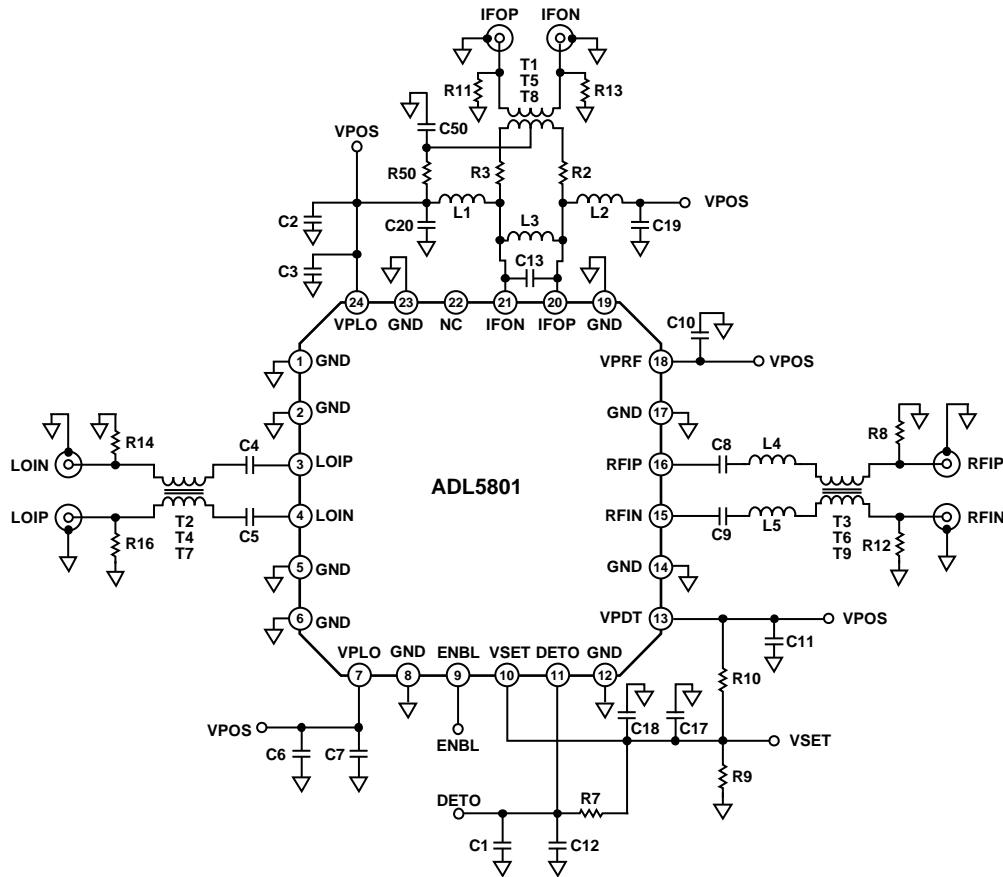 IFOP IFON
T1
T5
T8
R11 R13
C50
VPOS
R50 R3 R2
L1 L2 VPOS
C2 C20 L3 C19
C3 C13
24 23 22 21 20 19
VPLO GND NC IFON IFOP GND
C10
1 GND VPRF 18 VPOS
2 GND GND 17
R14 C4 C8 L4 R8
LOIN 3 LOIP RFIP 16 RFIP
ADL5801
LOIP 4 LOIN RFIN 15 RFIN
R16 T2 C5 C9 L5 T3 R12
T4 T6
T7 T9
5 GND GND 14
6 GND VPDT 13 VPOS
C11
VPLO GND ENBL VSET DETO GND
7 8 9 10 11 12
R10
C18 C17
VPOS
C6 C7 ENBL VSET
R9
DETO R7
C1 C12